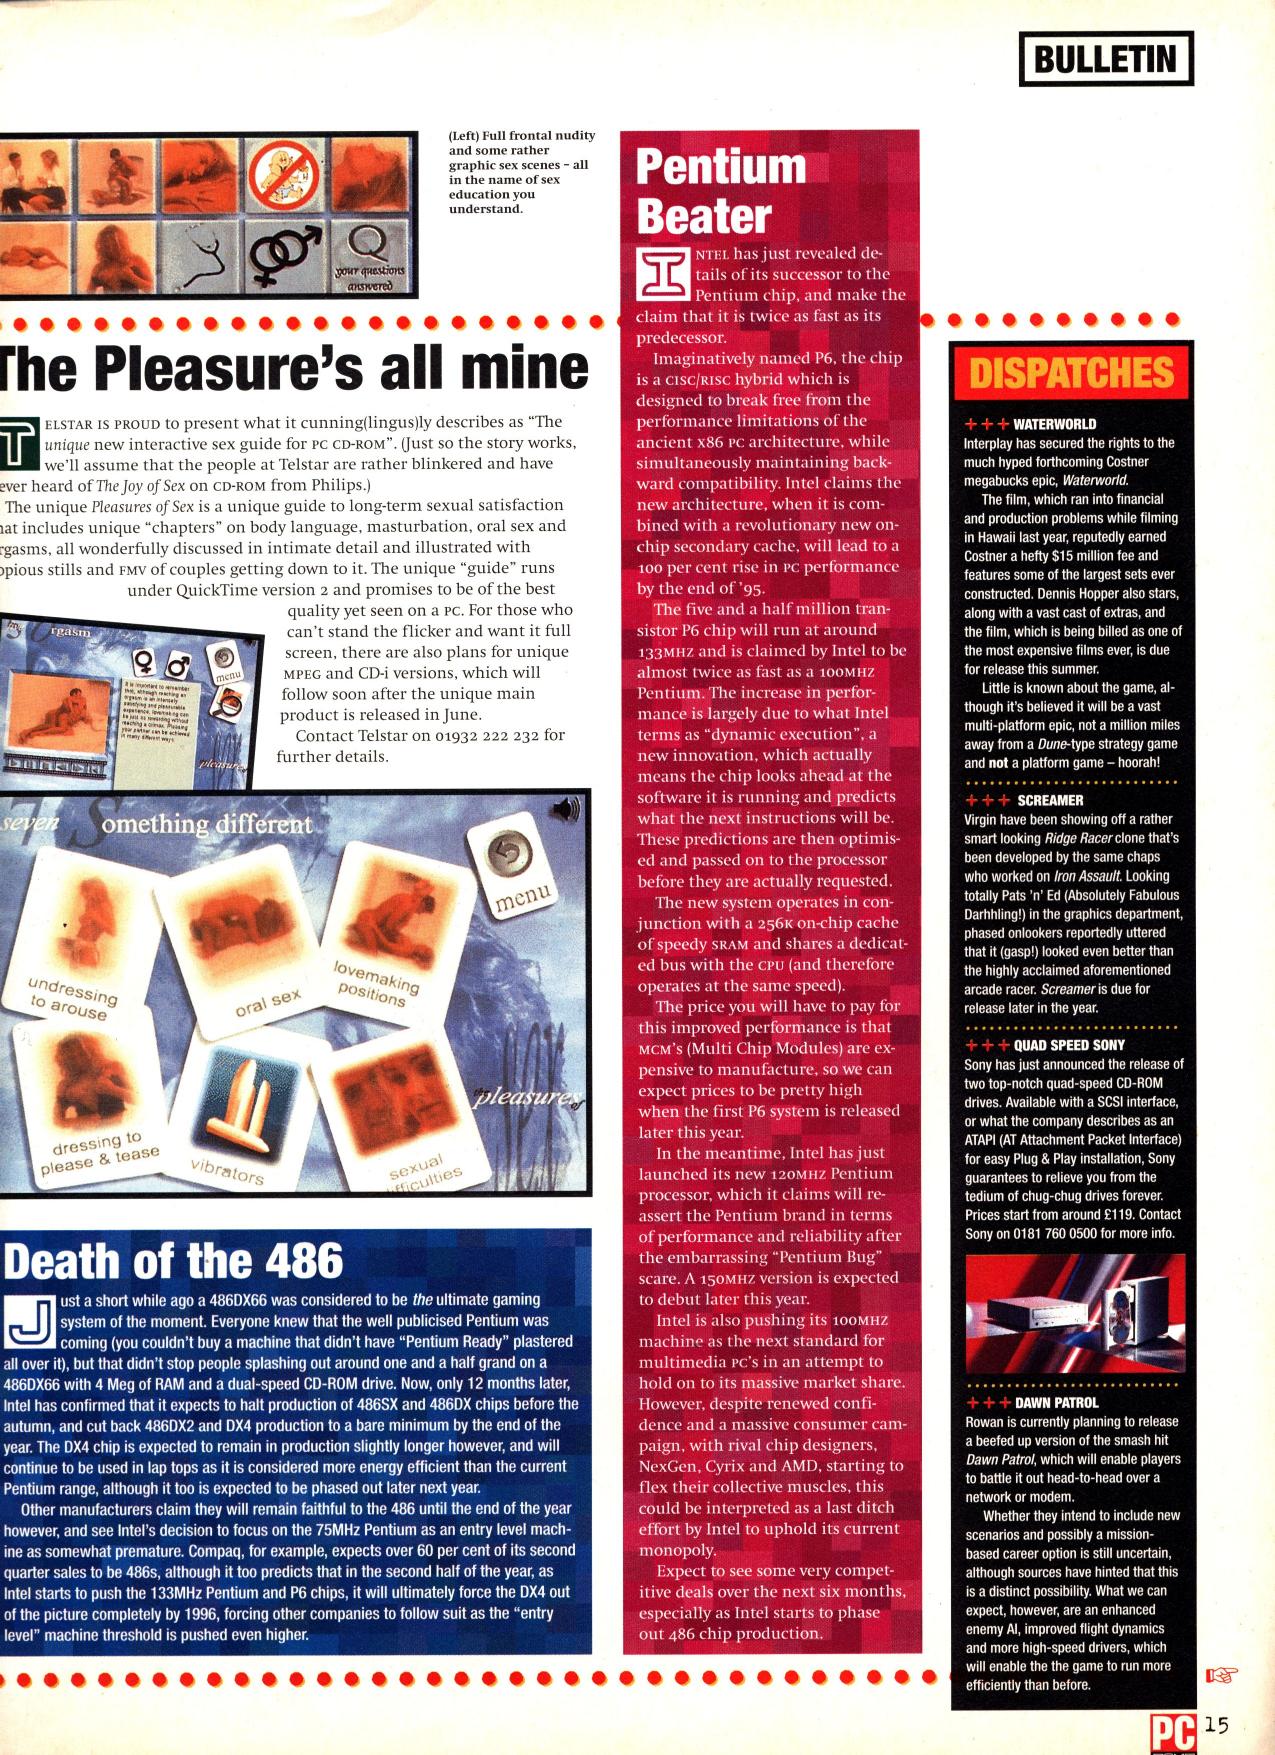 BULLETIN
your questions
answered
(Left) Full frontal nudity
and some rather
graphic sex scenes – all
in the name of sex
education you
understand.
The Pleasure's all mine
TELSTAR IS PROUD to present what it cunning(lingus)ly describes as “The
unique new interactive sex guide for PC CD-ROM”. (Just so the story works,
we'll assume that the people at Telstar are rather blinkered and have
ever heard of The Joy of Sex on CD-ROM from Philips.)
The unique Pleasures of Sex is a unique guide to long-term sexual satisfaction
hat includes unique “chapters” on body language, masturbation, oral sex and
rgasms, all wonderfully discussed in intimate detail and illustrated with
opious stills and FMV of couples getting down to it. The unique “guide” runs
under QuickTime version 2 and promises to be of the best
quality yet seen on a PC. For those who
can't stand the flicker and want it full
screen, there are also plans for unique
MPEG and CD-i versions, which will
follow soon after the unique main
product is released in June.
Contact Telstar on 01932 222 232 for
further details.
rgasm
menu
It is important to remember
that, although reaching an
orgasm is an intensely
satisfying and pleasurable
experience, lovemaking can
be just as rewarding without
reaching a climax. Pleasing
your partner can be achieved
in many different ways.
pleasures
seven Something different
menu
undressing
to arouse
oral sex
lovemaking
positions
dressing to
please & tease
vibrators
sexual
difficulties
the pleasures of
Death of the 486
Just a short while ago a 486DX66 was considered to be the ultimate gaming
system of the moment. Everyone knew that the well publicised Pentium was
coming (you couldn't buy a machine that didn't have “Pentium Ready” plastered
all over it), but that didn't stop people splashing out around one and a half grand on a
486DX66 with 4 Meg of RAM and a dual-speed CD-ROM drive. Now, only 12 months later,
Intel has confirmed that it expects to halt production of 486SX and 486DX chips before the
autumn, and cut back 486DX2 and DX4 production to a bare minimum by the end of the
year. The DX4 chip is expected to remain in production slightly longer however, and will
continue to be used in lap tops as it is considered more energy efficient than the current
Pentium range, although it too is expected to be phased out later next year.
Other manufacturers claim they will remain faithful to the 486 until the end of the year
however, and see Intel's decision to focus on the 75MHz Pentium as an entry level mach-
ine as somewhat premature. Compaq, for example, expects over 60 per cent of its second
quarter sales to be 486s, although it too predicts that in the second half of the year, as
Intel starts to push the 133MHz Pentium and P6 chips, it will ultimately force the DX4 out
of the picture completely by 1996, forcing other companies to follow suit as the “entry
level” machine threshold is pushed even higher.
Pentium
Beater
INTEL has just revealed de-
tails of its successor to the
Pentium chip, and make the
claim that it is twice as fast as its
predecessor.
Imaginatively named P6, the chip
is a CISC/RISC hybrid which is
designed to break free from the
performance limitations of the
ancient x86 PC architecture, while
simultaneously maintaining back-
ward compatibility. Intel claims the
new architecture, when it is com-
bined with a revolutionary new on-
chip secondary cache, will lead to a
100 per cent rise in PC performance
by the end of '95.
The five and a half million tran-
sistor P6 chip will run at around
133MHZ and is claimed by Intel to be
almost twice as fast as a 100MHZ
Pentium. The increase in perfor-
mance is largely due to what Intel
terms as “dynamic execution”, a
new innovation, which actually
means the chip looks ahead at the
software it is running and predicts
what the next instructions will be.
These predictions are then optimis-
ed and passed on to the processor
before they are actually requested.
The new system operates in con-
junction with a 256K on-chip cache
of speedy SRAM and shares a dedicat-
ed bus with the CPU (and therefore
operates at the same speed).
The price you will have to pay for
this improved performance is that
MCM's (Multi Chip Modules) are ex-
pensive to manufacture, so we can
expect prices to be pretty high
when the first P6 system is released
later this year.
In the meantime, Intel has just
launched its new 120MHZ Pentium
processor, which it claims will re-
assert the Pentium brand in terms
of performance and reliability after
the embarrassing “Pentium Bug”
scare. A 150MHZ version is expected
to debut later this year.
Intel is also pushing its 100MHZ
machine as the next standard for
multimedia PC's in an attempt to
hold on to its massive market share.
However, despite renewed confi-
dence and a massive consumer cam-
paign, with rival chip designers,
NexGen, Cyrix and AMD, starting to
flex their collective muscles, this
could be interpreted as a last ditch
effort by Intel to uphold its current
monopoly.
Expect to see some very compet-
itive deals over the next six months,
especially as Intel starts to phase
out 486 chip production.
DISPATCHES
+++ WATERWORLD
Interplay has secured the rights to the
much hyped forthcoming Costner
megabucks epic, Waterworld.
The film, which ran into financial
and production problems while filming
in Hawaii last year, reputedly earned
Costner a hefty $15 million fee and
features some of the largest sets ever
constructed. Dennis Hopper also stars,
along with a vast cast of extras, and
the film, which is being billed as one of
the most expensive films ever, is due
for release this summer.
Little is known about the game, al-
though it's believed it will be a vast
multi-platform epic, not a million miles
away from a Dune-type strategy game
and not a platform game – hoorah!
+++ SCREAMER
Virgin have been showing off a rather
smart looking Ridge Racer clone that's
been developed by the same chaps
who worked on Iron Assault. Looking
totally Pats 'n' Ed (Absolutely Fabulous
Darhhling!) in the graphics department,
phased onlookers reportedly uttered
that it (gasp!) looked even better than
the highly acclaimed aforementioned
arcade racer. Screamer is due for
release later in the year.
+++ QUAD SPEED SONY
Sony has just announced the release of
two top-notch quad-speed CD-ROM
drives. Available with a SCSI interface,
or what the company describes as an
ATAPI (AT Attachment Packet Interface)
for easy Plug & Play installation, Sony
guarantees to relieve you from the
tedium of chug-chug drives forever.
Prices start from around £119. Contact
Sony on 0181 760 0500 for more info.
+++ DAWN PATROL
Rowan is currently planning to release
a beefed up version of the smash hit
Dawn Patrol, which will enable players
to battle it out head-to-head over a
network or modem.
Whether they intend to include new
scenarios and possibly a mission-
based career option is still uncertain,
although sources have hinted that this
is a distinct possibility. What we can
expect, however, are an enhanced
enemy AI, improved flight dynamics
and more high-speed drivers, which
will enable the the game to run more
efficiently than before.
PC 15